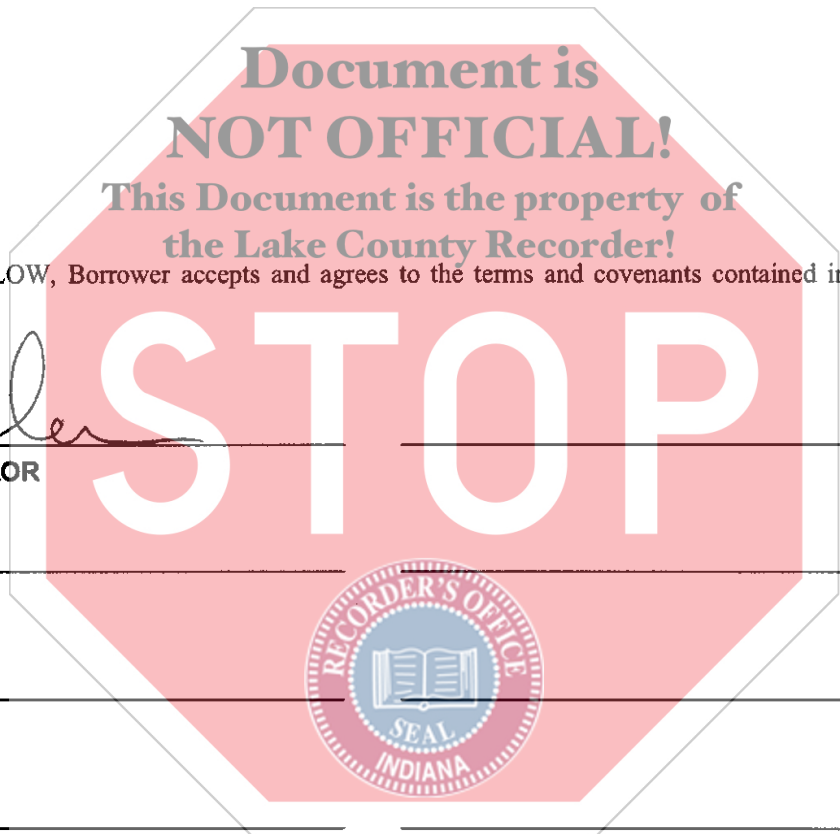 Document is
NOT OFFICIAL!
This Document is the property of
the Lake County Recorder!
LOW, Borrower accepts and agrees to the terms and covenants contained in
STOP
OR
RECORDER'S OFFICE
SEAL
INDIANA